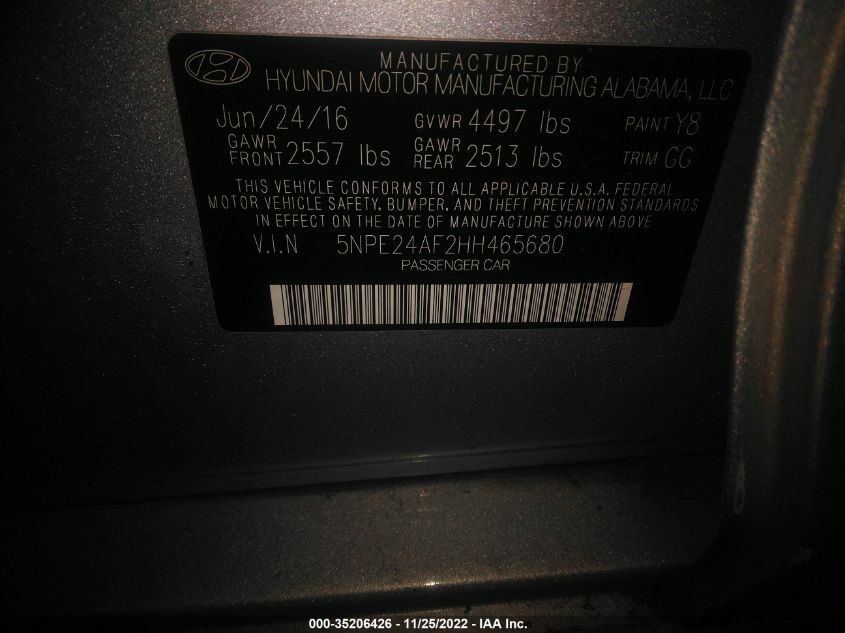 MANUFACTURED BY
HYUNDAI MOTOR MANUFACTURING ALABAMA, LLC
Jun/24/16 GVWR 4497 lbs PAINT Y8
GAWR FRONT 2557 lbs GAWR REAR 2513 lbs TRIM GG
THIS VEHICLE CONFORMS TO ALL APPLICABLE U.S.A. FEDERAL
MOTOR VEHICLE SAFETY, BUMPER, AND THEFT PREVENTION STANDARDS
IN EFFECT ON THE DATE OF MANUFACTURE SHOWN ABOVE
V.I.N 5NPE24AF2HH465680
PASSENGER CAR
000-35206426 - 11/25/2022 - IAA Inc.